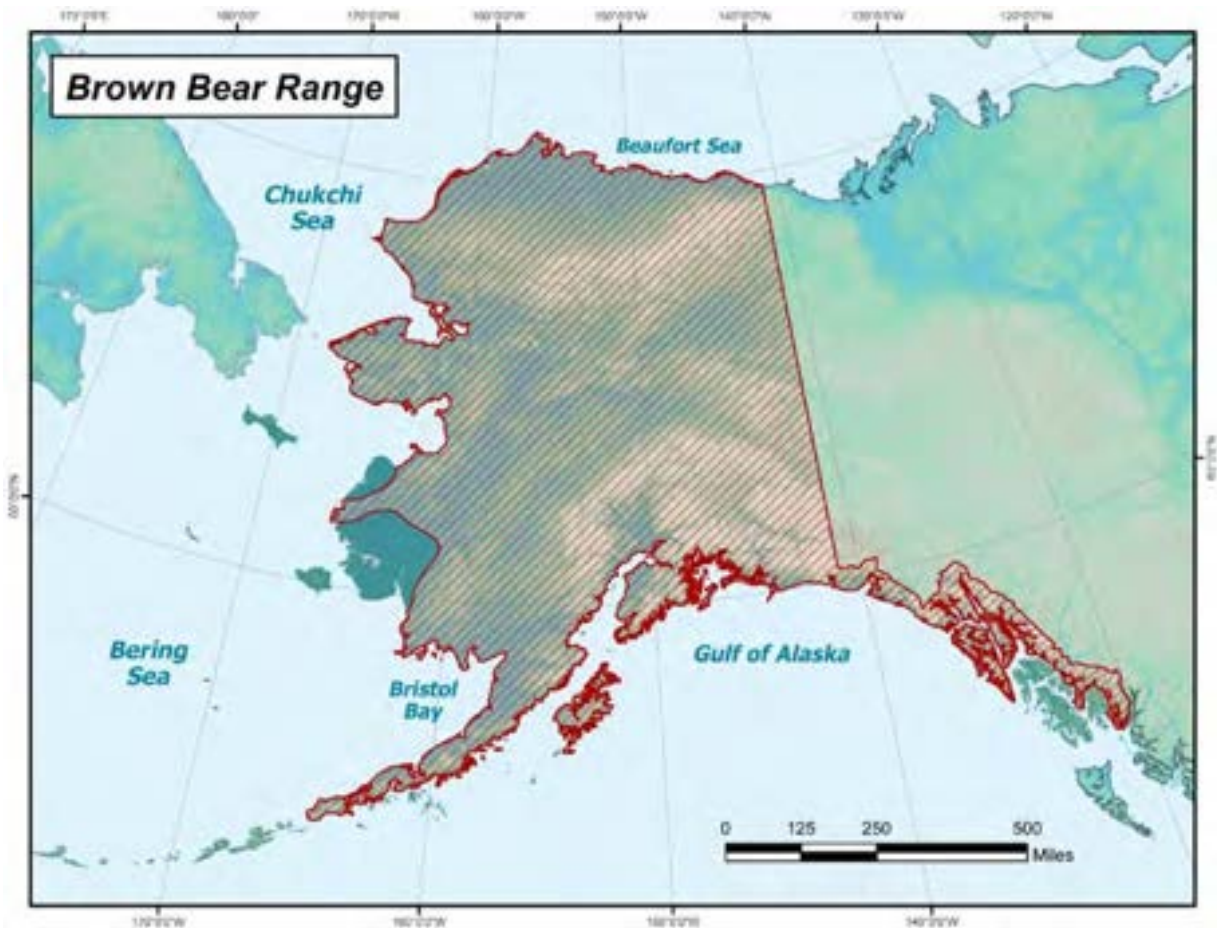 Brown Bear Range
Beaufort Sea
Chukchi
Sea
Bering
Sea
Bristol
Bay
Gulf of Alaska
0 125 250 500
Miles